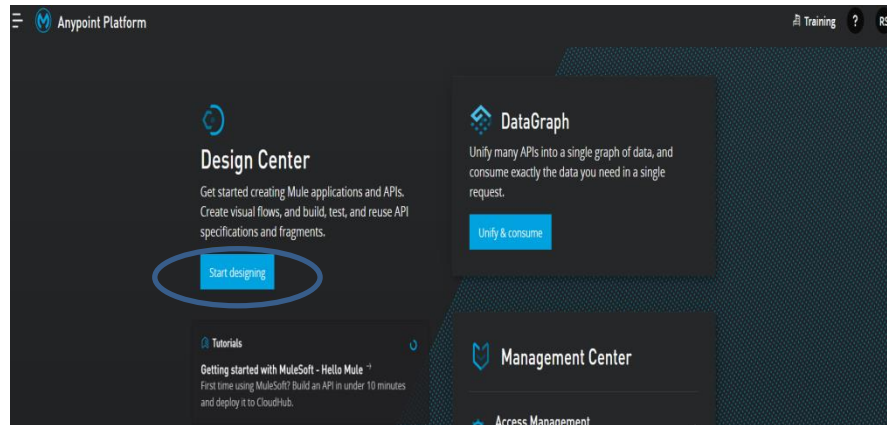 Anypoint Platform
Training ? RS
Design Center
Get started creating Mule applications and APIs.
Create visual flows, and build, test, and reuse API
specifications and fragments.
Start designing
Tutorials
Getting started with MuleSoft - Hello Mule →
First time using MuleSoft? Build an API in under 10 minutes
and deploy it to CloudHub.
DataGraph
Unify many APIs into a single graph of data, and
consume exactly the data you need in a single
request.
Unify & consume
Management Center
Access Management